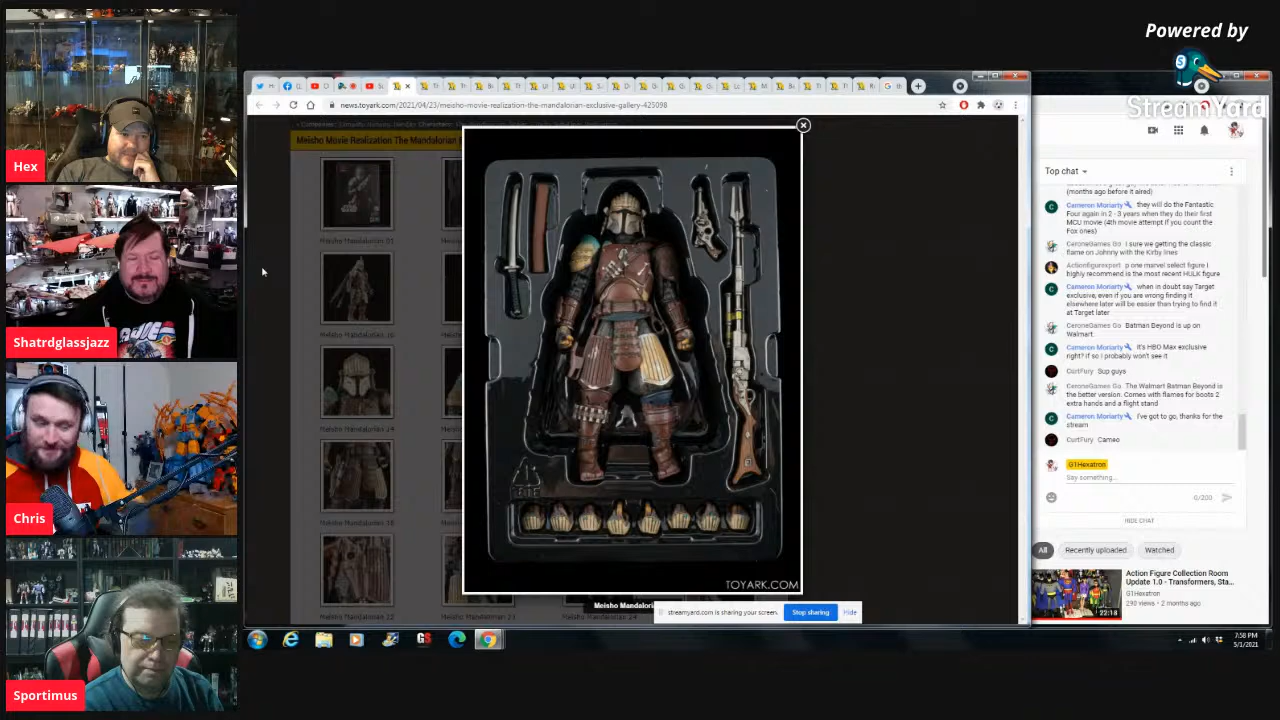 Powered by
StreamYard
Hex
Shatrdglassjazz
Chris
Sportimus
news.toyark.com/2021/04/23/meisho-movie-realization-the-mandalorian-exclusive-gallery-425098
Meisho Movie Realization The Mandalorian
TOYARK.COM
streamyard.com is sharing your screen.
Stop sharing
Hide
Top chat
(months ago before it aired)
Cameron Moriarty they will do the Fantastic
Four again in 2 - 3 years when they do their first
MCU movie (4th movie attempt if you count the
Fox ones)
CeroneGames Go I sure we getting the classic
flame on Johnny with the Kirby lines
Actionfigurexpert p one marvel select figure I
highly recommend is the most recent HULK figure
Cameron Moriarty when in doubt say Target
exclusive, even if you are wrong finding it
elsewhere later will be easier than trying to find it
at Target later
CeroneGames Go Batman Beyond is up on
Walmart
Cameron Moriarty It's HBO Max exclusive
right? if so I probably won't see it
CurtFury Sup guys
CeroneGames Go The Walmart Batman Beyond is
the better version. Comes with flames for boots 2
extra hands and a flight stand
Cameron Moriarty I've got to go, thanks for the
stream
CurtFury Cameo
G1Hexatron
Say something...
0/200
HIDE CHAT
All
Recently uploaded
Watched
Action Figure Collection Room
Update 1.0 - Transformers, Sta...
G1Hexatron
290 views • 2 months ago
22:18
7:58 PM
5/1/2021